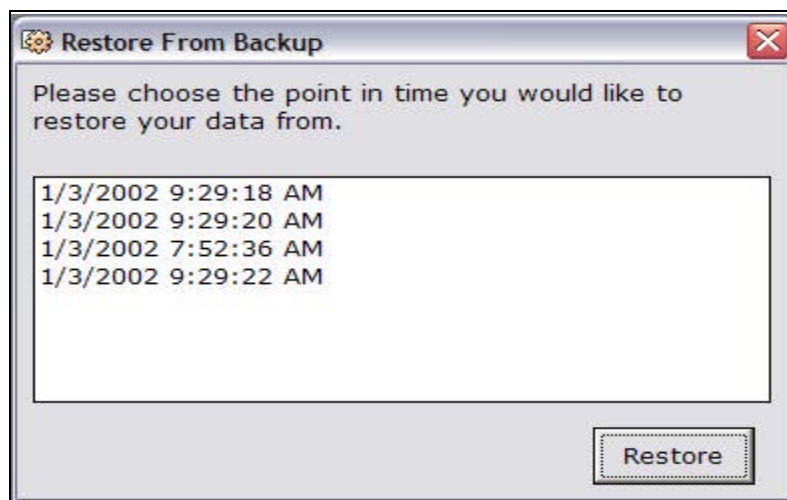 Restore From Backup
Please choose the point in time you would like to
restore your data from.
1/3/2002 9:29:18 AM
1/3/2002 9:29:20 AM
1/3/2002 7:52:36 AM
1/3/2002 9:29:22 AM
Restore